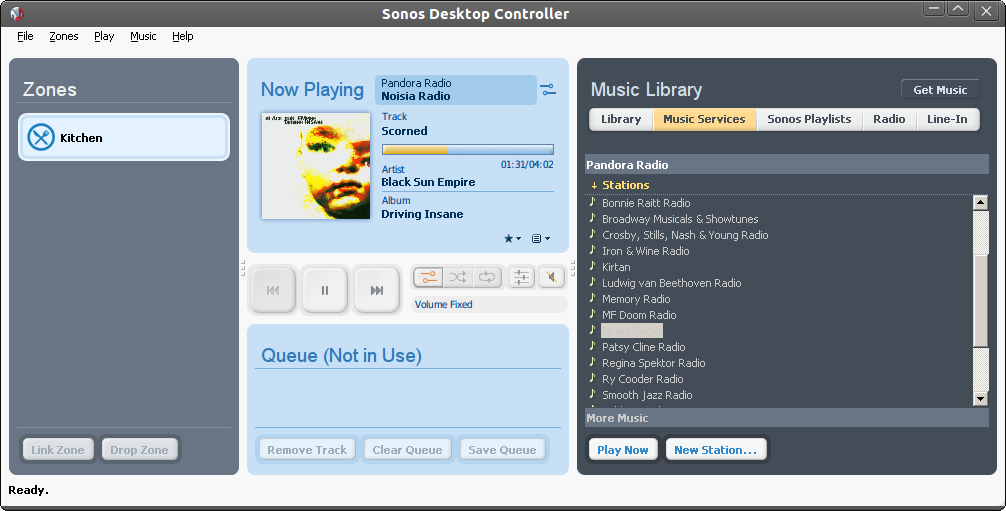 Sonos Desktop Controller
File Zones Play Music Help
Zones
Kitchen
Link Zone Drop Zone
Now Playing
Pandora Radio
Noisia Radio
Track
Scorned
01:31/04:02
Artist
Black Sun Empire
Album
Driving Insane
Volume Fixed
Queue (Not in Use)
Remove Track Clear Queue Save Queue
Music Library
Get Music
Library Music Services Sonos Playlists Radio Line-In
Pandora Radio
↓ Stations
Bonnie Raitt Radio
Broadway Musicals & Showtunes
Crosby, Stills, Nash & Young Radio
Iron & Wine Radio
Kirtan
Ludwig van Beethoven Radio
Memory Radio
MF Doom Radio
Noisia Radio
Patsy Cline Radio
Regina Spektor Radio
Ry Cooder Radio
Smooth Jazz Radio
More Music
Play Now New Station...
Ready.